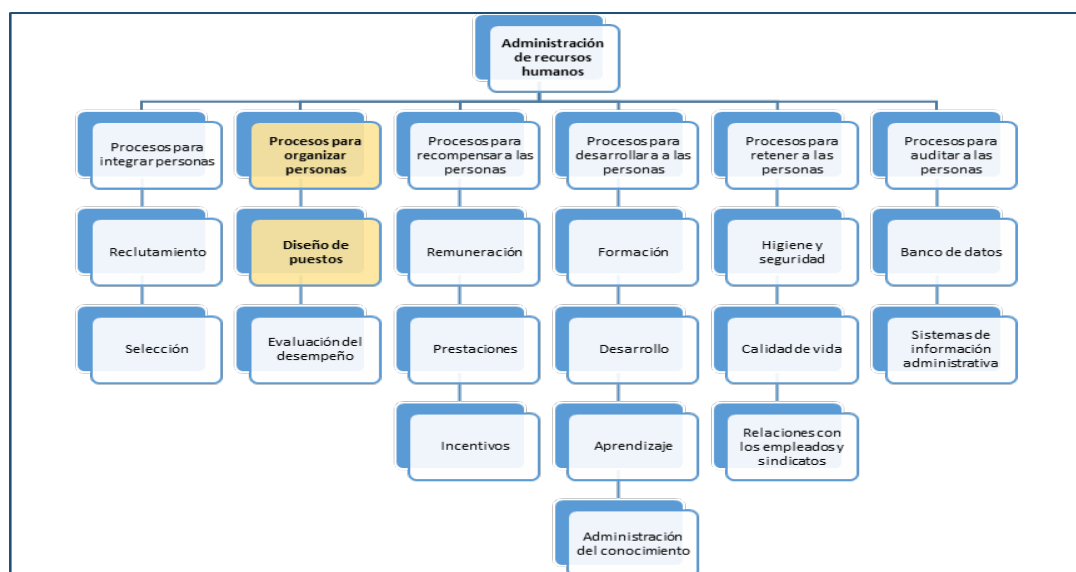 Administración
de recursos
humanos
Procesos para
integrar personas
Procesos para
organizar
personas
Procesos para
recompensar a las
personas
Procesos para
desarrollar a a las
personas
Procesos para
retener a las
personas
Procesos para
auditar a las
personas
Reclutamiento
Diseño de
puestos
Remuneración
Formación
Higiene y
seguridad
Banco de datos
Selección
Evaluación del
desempeño
Prestaciones
Desarrollo
Calidad de vida
Sistemas de
información
administrativa
Incentivos
Aprendizaje
Relaciones con
los empleados y
sindicatos
Administración
del conocimiento